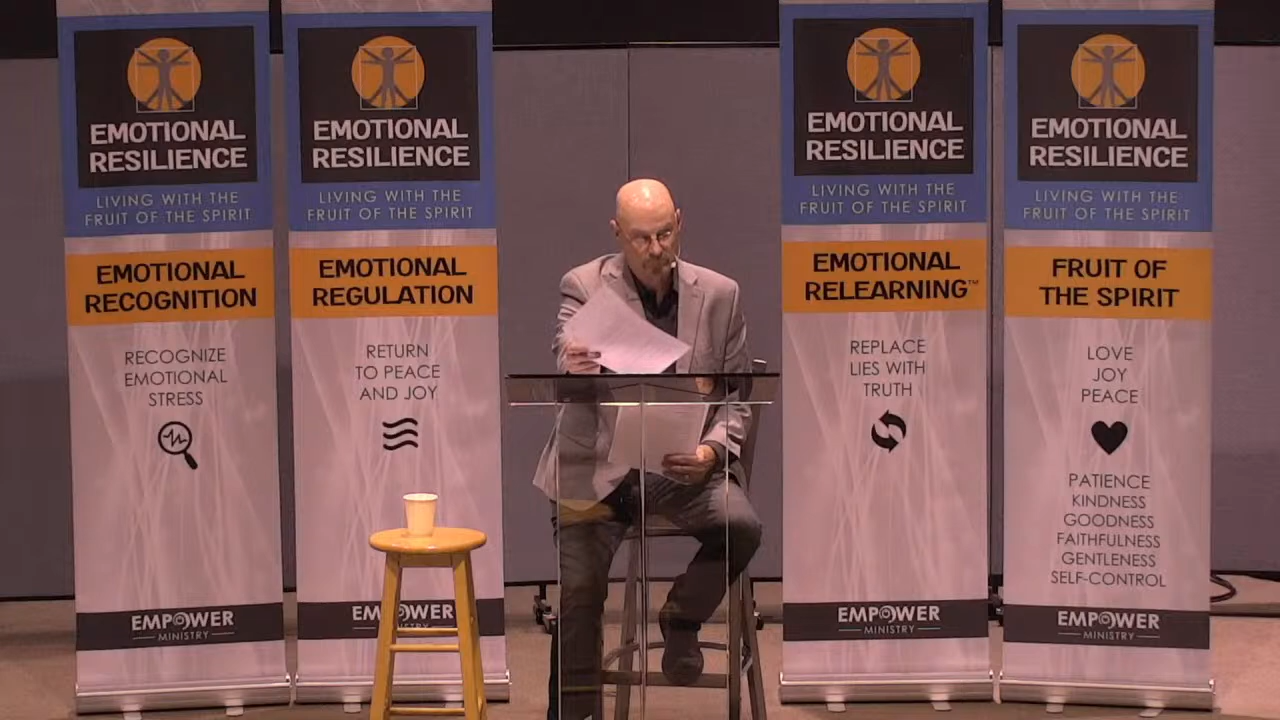 EMOTIONAL
RESILIENCE
LIVING WITH THE
FRUIT OF THE SPIRIT
EMOTIONAL
RECOGNITION
RECOGNIZE
EMOTIONAL
STRESS
EMPOWER
MINISTRY
EMOTIONAL
RESILIENCE
LIVING WITH THE
FRUIT OF THE SPIRIT
EMOTIONAL
REGULATION
RETURN
TO PEACE
AND JOY
EMPOWER
MINISTRY
EMOTIONAL
RESILIENCE
LIVING WITH THE
FRUIT OF THE SPIRIT
EMOTIONAL
RELEARNING™
REPLACE
LIES WITH
TRUTH
EMPOWER
MINISTRY
EMOTIONAL
RESILIENCE
LIVING WITH THE
FRUIT OF THE SPIRIT
FRUIT OF
THE SPIRIT
LOVE
JOY
PEACE
PATIENCE
KINDNESS
GOODNESS
FAITHFULNESS
GENTLENESS
SELF-CONTROL
EMPOWER
MINISTRY